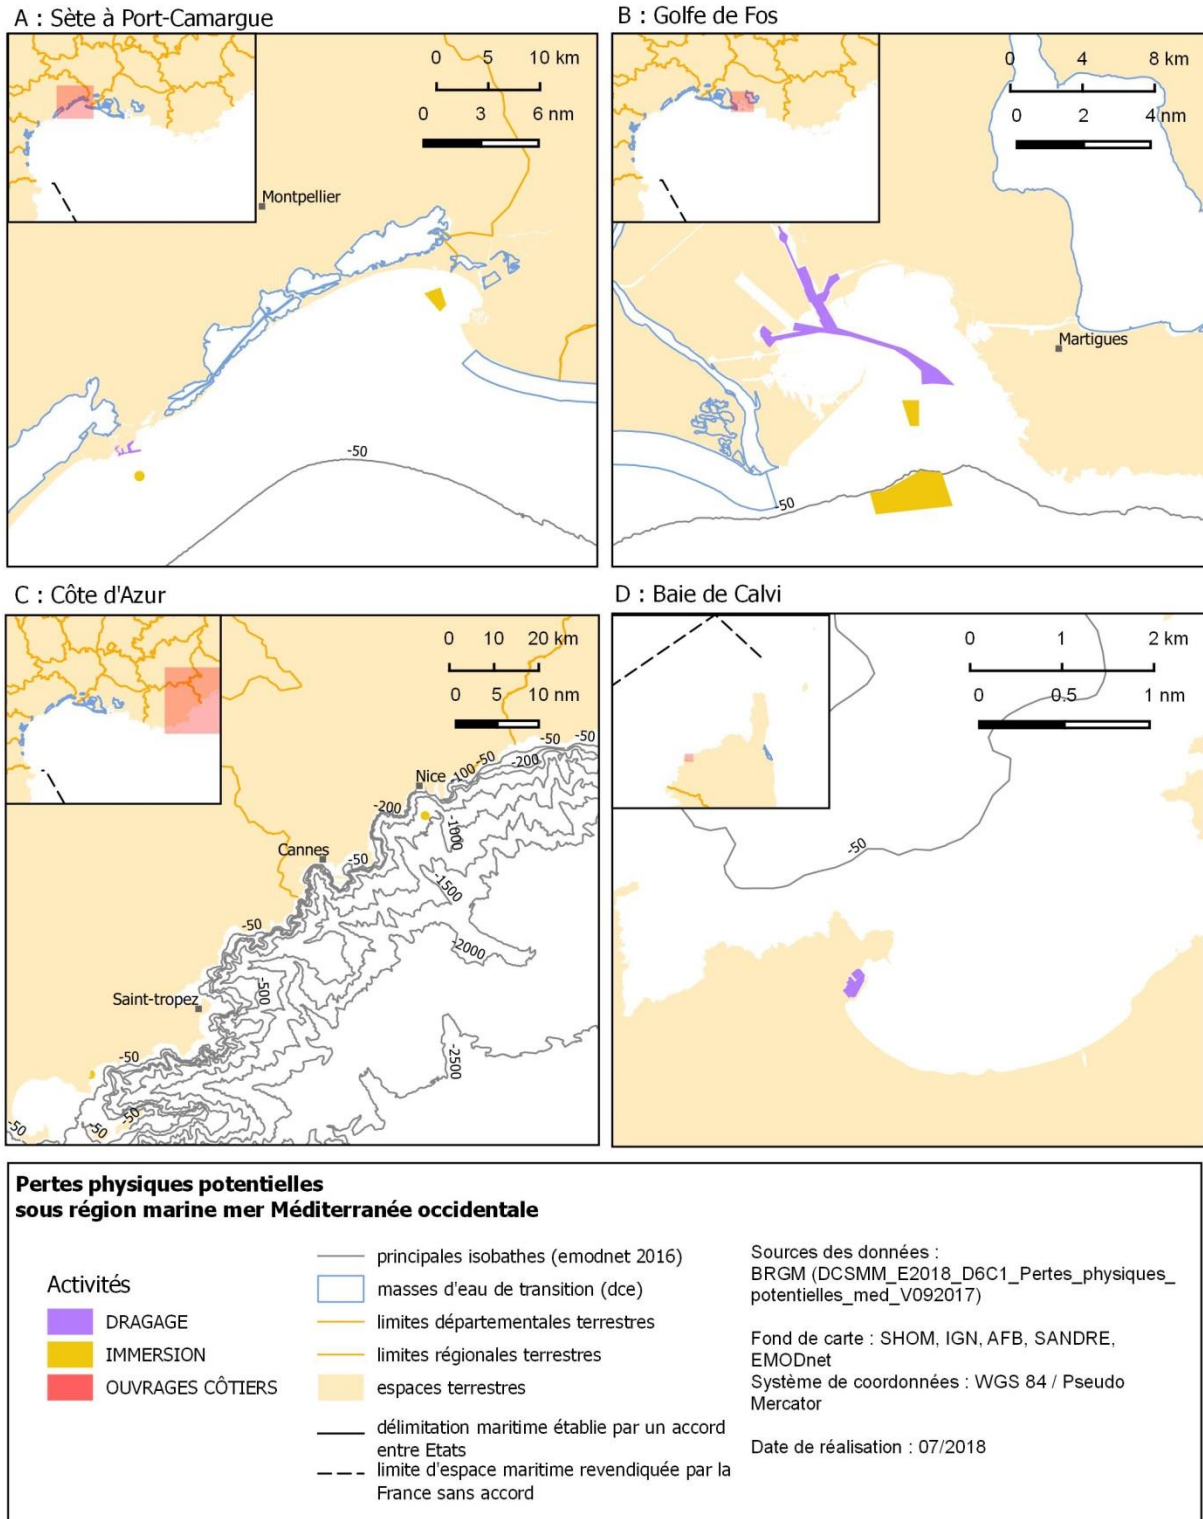 A : Sète à Port-Camargue
0 5 10 km
0 3 6 nm
Montpellier
-50
B : Golfe de Fos
0 4 8 km
0 2 4 nm
Martigues
-50
C : Côte d'Azur
0 10 20 km
0 5 10 nm
-50
-50
-50
-200
-100
Nice
-200
-1000
Cannes
-50
-1500
-50
-2000
-500
Saint-tropez
-2500
-50
-50
-50
-50
D : Baie de Calvi
0 1 2 km
0 0.5 1 nm
-50
Pertes physiques potentielles
sous région marine mer Méditerranée occidentale
Activités
DRAGAGE
IMMERSION
OUVRAGES CÔTIERS
principales isobathes (emodnet 2016)
masses d'eau de transition (dce)
limites départementales terrestres
limites régionales terrestres
espaces terrestres
délimitation maritime établie par un accord
entre Etats
limite d'espace maritime revendiquée par la
France sans accord
Sources des données :
BRGM (DCSMM_E2018_D6C1_Pertes_physiques_
potentielles_med_V092017)
Fond de carte : SHOM, IGN, AFB, SANDRE,
EMODnet
Système de coordonnées : WGS 84 / Pseudo
Mercator
Date de réalisation : 07/2018